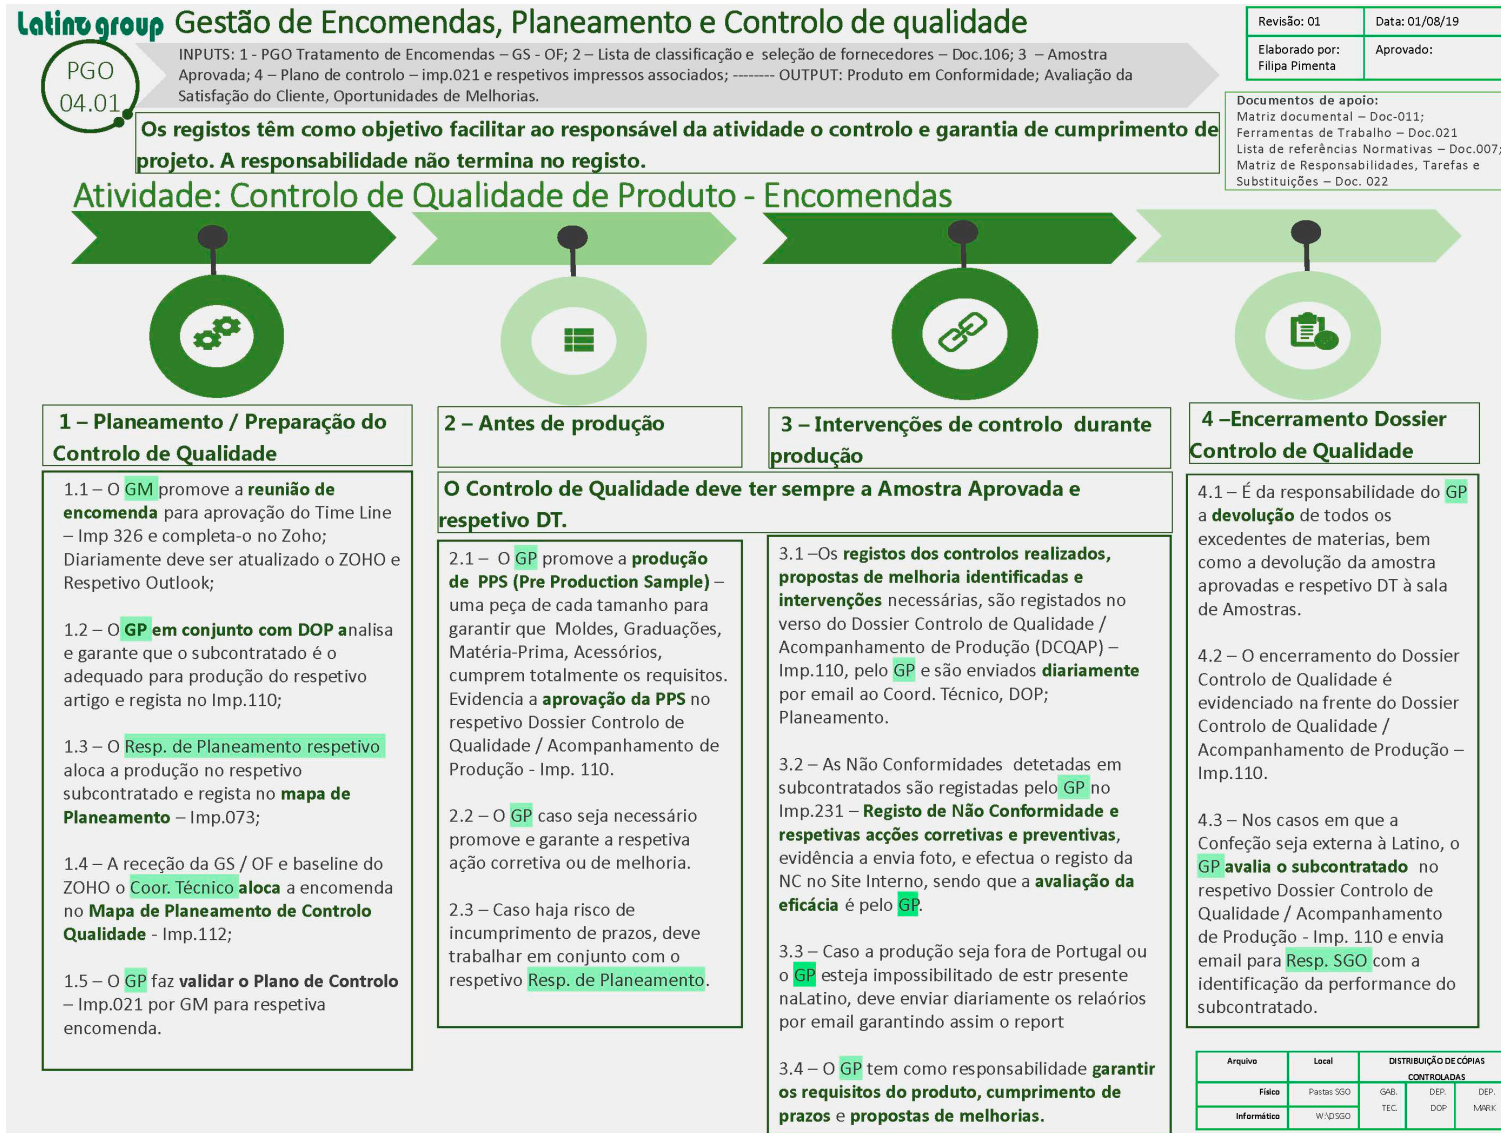 Latino group Gestão de Encomendas, Planeamento e Controlo de qualidade
PGO
04.01
INPUTS: 1 - PGO Tratamento de Encomendas – GS - OF; 2 – Lista de classificação e seleção de fornecedores – Doc.106; 3 – Amostra
Aprovada; 4 – Plano de controlo – imp.021 e respetivos impressos associados; -------- OUTPUT: Produto em Conformidade; Avaliação da
Satisfação do Cliente, Oportunidades de Melhorias.
Revisão: 01
Data: 01/08/19
Elaborado por:
Filipa Pimenta
Aprovado:
Documentos de apoio:
Matriz documental – Doc-011;
Ferramentas de Trabalho – Doc.021
Lista de referências Normativas – Doc.007;
Matriz de Responsabilidades, Tarefas e
Substituições – Doc. 022
Os registos têm como objetivo facilitar ao responsável da atividade o controlo e garantia de cumprimento de
projeto. A responsabilidade não termina no registo.
Atividade: Controlo de Qualidade de Produto - Encomendas
1 – Planeamento / Preparação do
Controlo de Qualidade
1.1 – O GM promove a reunião de
encomenda para aprovação do Time Line
– Imp 326 e completa-o no Zoho;
Diariamente deve ser atualizado o ZOHO e
Respetivo Outlook;
1.2 – O GP em conjunto com DOP analisa
e garante que o subcontratado é o
adequado para produção do respetivo
artigo e regista no Imp.110;
1.3 – O Resp. de Planeamento respetivo
aloca a produção no respetivo
subcontratado e regista no mapa de
Planeamento – Imp.073;
1.4 – A receção da GS / OF e baseline do
ZOHO o Coor. Técnico aloca a encomenda
no Mapa de Planeamento de Controlo
Qualidade - Imp.112;
1.5 – O GP faz validar o Plano de Controlo
– Imp.021 por GM para respetiva
encomenda.
2 – Antes de produção
3 – Intervenções de controlo durante
produção
O Controlo de Qualidade deve ter sempre a Amostra Aprovada e
respetivo DT.
2.1 – O GP promove a produção
de PPS (Pre Production Sample) –
uma peça de cada tamanho para
garantir que Moldes, Graduações,
Matéria-Prima, Acessórios,
cumprem totalmente os requisitos.
Evidencia a aprovação da PPS no
respetivo Dossier Controlo de
Qualidade / Acompanhamento de
Produção - Imp. 110.
2.2 – O GP caso seja necessário
promove e garante a respetiva
ação corretiva ou de melhoria.
2.3 – Caso haja risco de
incumprimento de prazos, deve
trabalhar em conjunto com o
respetivo Resp. de Planeamento.
3.1 –Os registos dos controlos realizados,
propostas de melhoria identificadas e
intervenções necessárias, são registados no
verso do Dossier Controlo de Qualidade /
Acompanhamento de Produção (DCQAP) –
Imp.110, pelo GP e são enviados diariamente
por email ao Coord. Técnico, DOP;
Planeamento.
3.2 – As Não Conformidades detetadas em
subcontratados são registadas pelo GP no
Imp.231 – Registo de Não Conformidade e
respetivas acções corretivas e preventivas,
evidência a envia foto, e efectua o registo da
NC no Site Interno, sendo que a avaliação da
eficácia é pelo GP.
3.3 – Caso a produção seja fora de Portugal ou
o GP esteja impossibilitado de estr presente
naLatino, deve enviar diariamente os relaórios
por email garantindo assim o report
3.4 – O GP tem como responsabilidade garantir
os requisitos do produto, cumprimento de
prazos e propostas de melhorias.
4 –Encerramento Dossier
Controlo de Qualidade
4.1 – É da responsabilidade do GP
a devolução de todos os
excedentes de materias, bem
como a devolução da amostra
aprovadas e respetivo DT à sala
de Amostras.
4.2 – O encerramento do Dossier
Controlo de Qualidade é
evidenciado na frente do Dossier
Controlo de Qualidade /
Acompanhamento de Produção –
Imp.110.
4.3 – Nos casos em que a
Confeção seja externa à Latino, o
GP avalia o subcontratado no
respetivo Dossier Controlo de
Qualidade / Acompanhamento
de Produção - Imp. 110 e envia
email para Resp. SGO com a
identificação da performance do
subcontratado.
Arquivo
Local
DISTRIBUIÇÃO DE CÓPIAS
CONTROLADAS
Físico
Pastas SGO
GAB.
TEC.
DEP.
DOP
DEP.
MARK
Informático
W:\DSGO